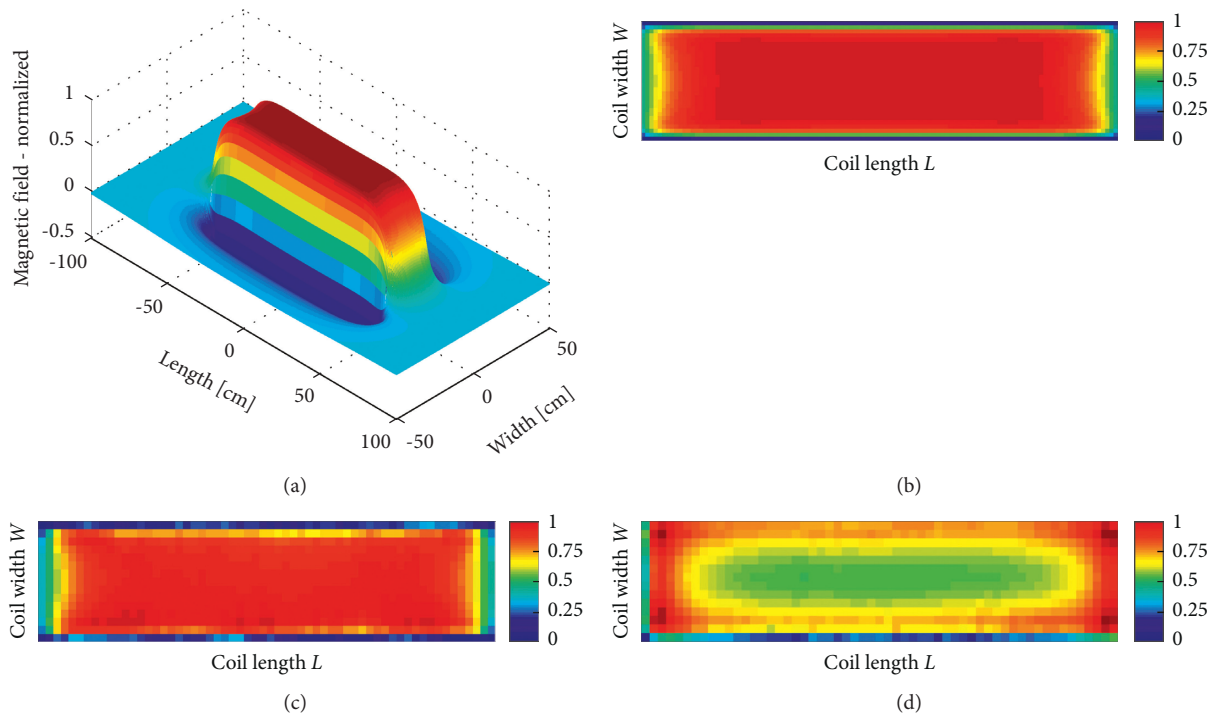 Magnetic field - normalized
1
0.5
0
-0.5
-100
-50
0
50
100
Length [cm]
-50
0
50
Width [cm]
(a)
Coil width W
Coil length L
1
0.75
0.5
0.25
0
(b)
Coil width W
Coil length L
1
0.75
0.5
0.25
0
(c)
Coil width W
Coil length L
1
0.75
0.5
0.25
0
(d)